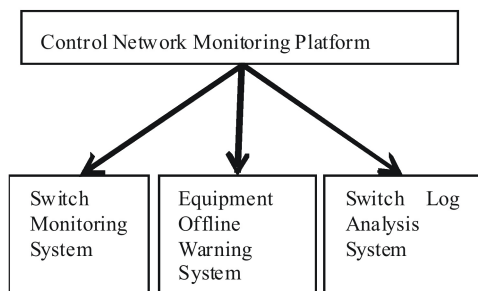 Control Network Monitoring Platform
Switch
Monitoring
System
Equipment
Offline
Warning
System
Switch Log
Analysis
System